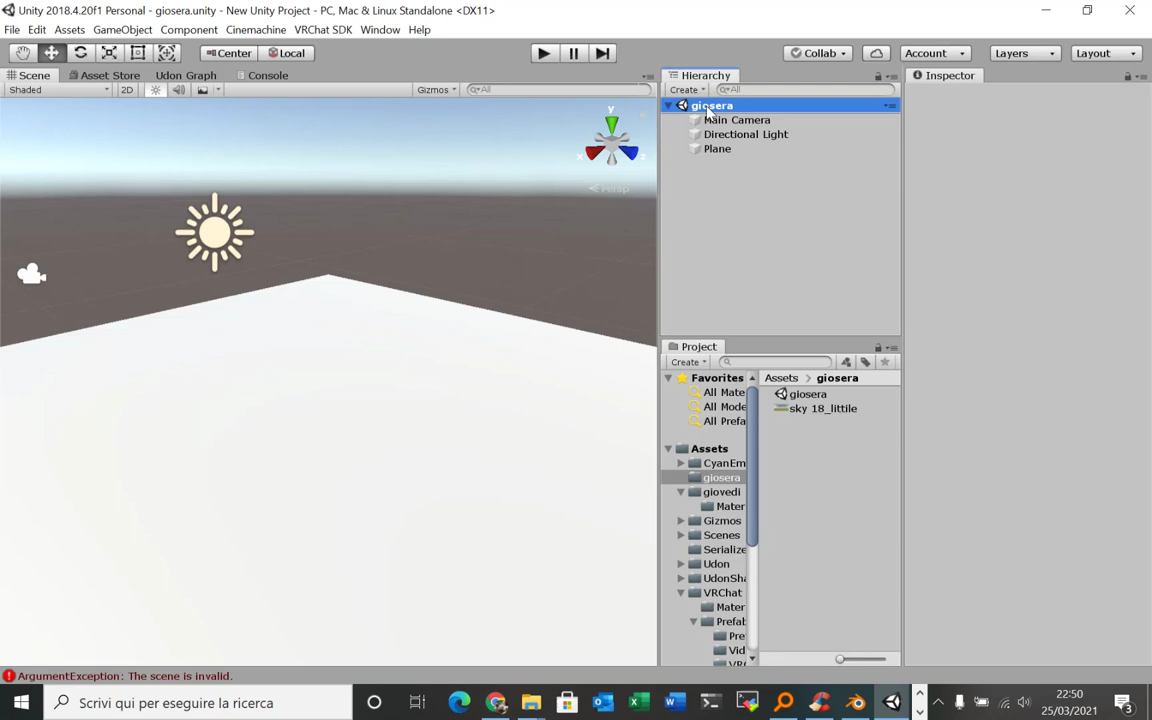 Unity 2018.4.20f1 Personal - giosera.unity - New Unity Project - PC, Mac & Linux Standalone <DX11>
File Edit Assets GameObject Component Cinemachine VRChat SDK Window Help
Center Local Collab Account Layers Layout
Scene Asset Store Udon Graph Console Hierarchy Inspector
Shaded 2D Gizmos All Create All
giosera
Main Camera
Directional Light
Plane
y
x z
Persp
Project
Create
Favorites Assets > giosera
All Mate giosera
All Mode sky 18_littile
All Prefa
Assets
CyanEm
giosera
giovedi
Mater
Gizmos
Scenes
Serialize
Udon
UdonSha
VRChat
Mater
Prefab
Pre
Vid
VR
ArgumentException: The scene is invalid.
Scrivi qui per eseguire la ricerca
22:50
25/03/2021
3